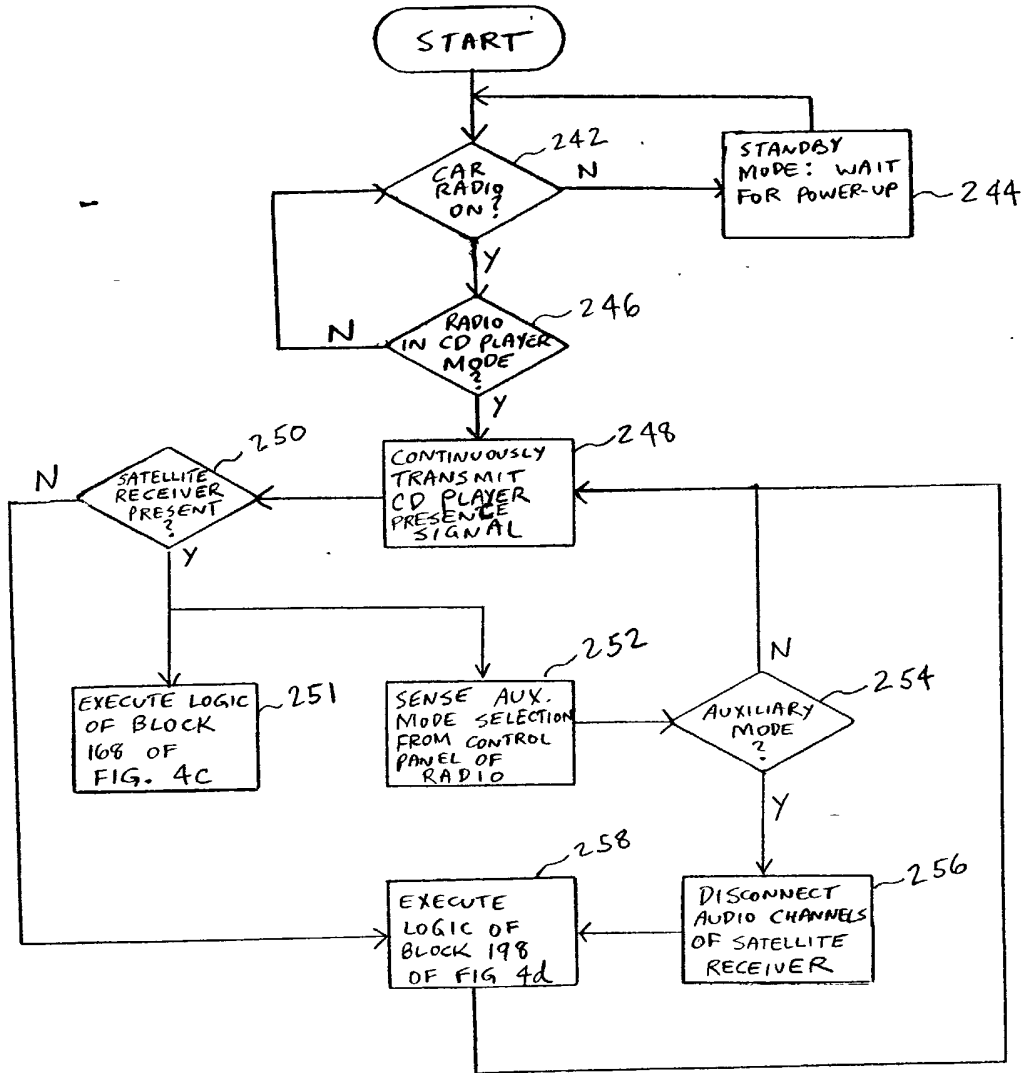 START
242
CAR
RADIO
ON?
N
STANDBY
MODE: WAIT
FOR POWER-UP
244
Y
246
RADIO
IN CD PLAYER
MODE
?
N
Y
248
CONTINUOUSLY
TRANSMIT
CD PLAYER
PRESENCE
SIGNAL
250
SATELLITE
RECEIVER
PRESENT
?
N
Y
251
EXECUTE LOGIC
OF BLOCK
168 OF
FIG. 4C
252
SENSE AUX.
MODE SELECTION
FROM CONTROL
PANEL OF
RADIO
254
AUXILIARY
MODE
?
N
Y
256
DISCONNECT
AUDIO CHANNELS
OF SATELLITE
RECEIVER
258
EXECUTE
LOGIC OF
BLOCK 198
OF FIG 4d